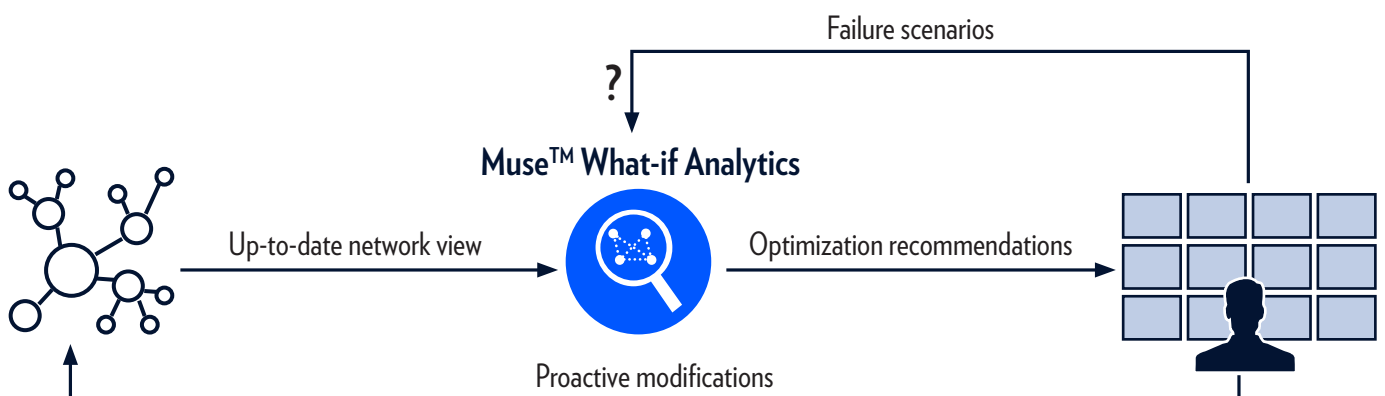 Failure scenarios
?
Muse™ What-if Analytics
Up-to-date network view
Optimization recommendations
Proactive modifications